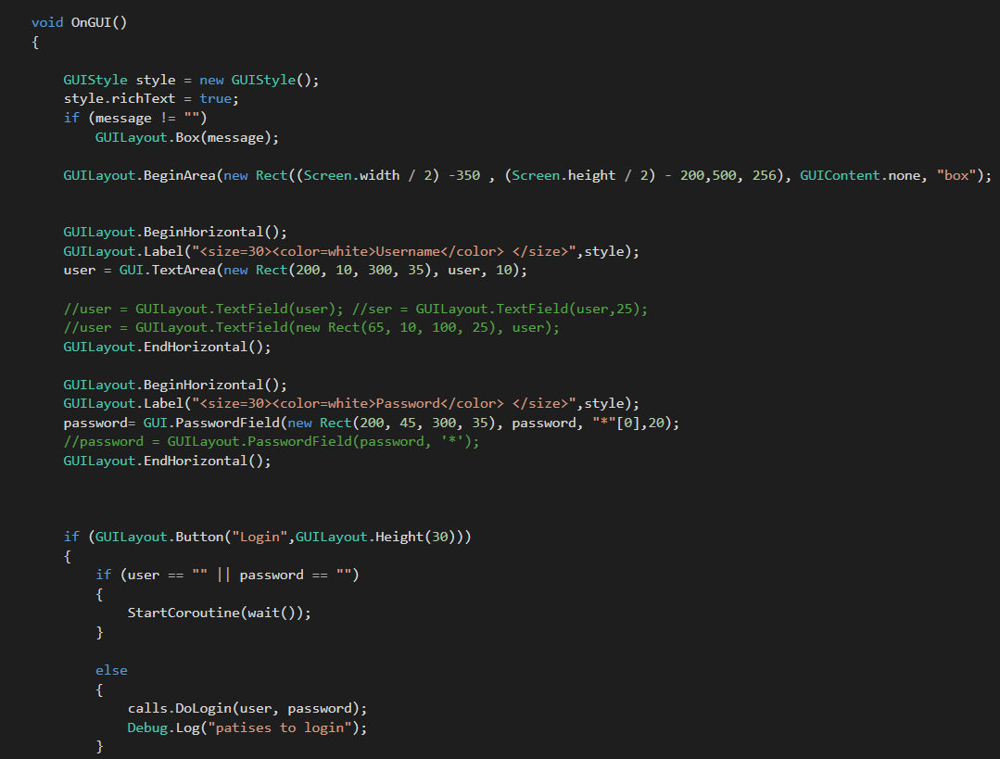 void OnGUI()
{
GUIStyle style = new GUIStyle();
style.richText = true;
if (message != "")
GUILayout.Box(message);
GUILayout.BeginArea(new Rect((Screen.width / 2) -350 , (Screen.height / 2) - 200,500, 256), GUIContent.none, "box");
GUILayout.BeginHorizontal();
GUILayout.Label("<size=30><color=white>Username</color> </size>",style);
user = GUI.TextArea(new Rect(200, 10, 300, 35), user, 10);
//user = GUILayout.TextField(user); //ser = GUILayout.TextField(user,25);
//user = GUILayout.TextField(new Rect(65, 10, 100, 25), user);
GUILayout.EndHorizontal();
GUILayout.BeginHorizontal();
GUILayout.Label("<size=30><color=white>Password</color> </size>",style);
password= GUI.PasswordField(new Rect(200, 45, 300, 35), password, "*"[0],20);
//password = GUILayout.PasswordField(password, '*');
GUILayout.EndHorizontal();
if (GUILayout.Button("Login",GUILayout.Height(30)))
{
if (user == "" || password == "")
{
StartCoroutine(wait());
}
else
{
calls.DoLogin(user, password);
Debug.Log("patises to login");
}